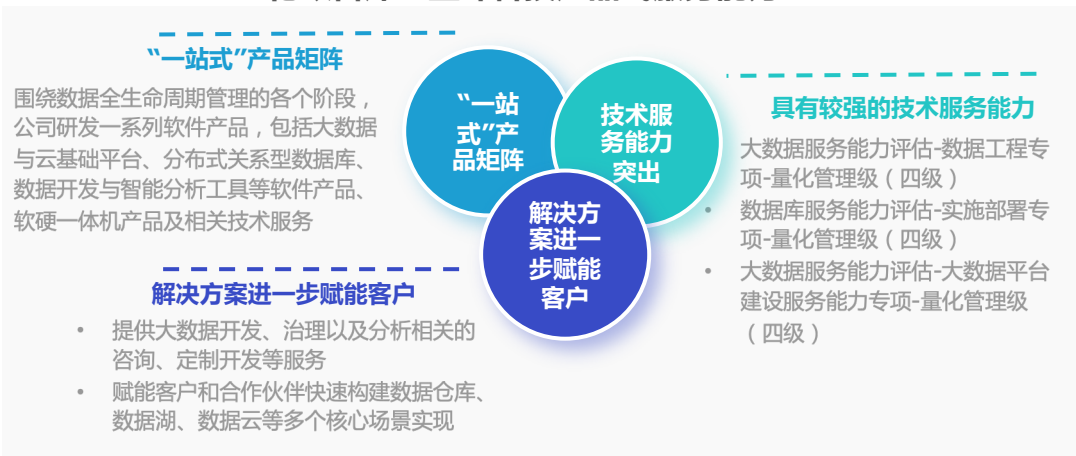 “一站式”产品矩阵
围绕数据全生命周期管理的各个阶段，
公司研发一系列软件产品，包括大数据
与云基础平台、分布式关系型数据库、
数据开发与智能分析工具等软件产品、
软硬一体机产品及相关技术服务
“一站
式”产
品矩阵
技术服
务能力
突出
解决方
案进一
步赋能
客户
具有较强的技术服务能力
大数据服务能力评估-数据工程专
项-量化管理级（四级）
• 数据库服务能力评估-实施部署专
项-量化管理级（四级）
• 大数据服务能力评估-大数据平台
建设服务能力专项-量化管理级
（四级）
解决方案进一步赋能客户
• 提供大数据开发、治理以及分析相关的
咨询、定制开发等服务
• 赋能客户和合作伙伴快速构建数据仓库、
数据湖、数据云等多个核心场景实现